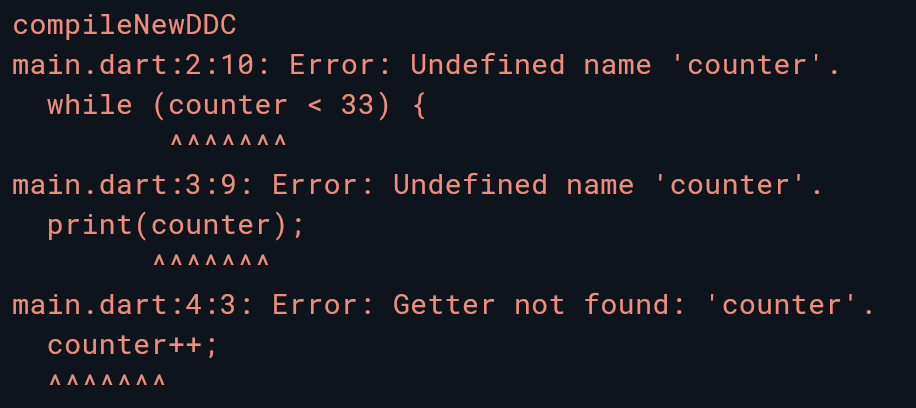 compileNewDDC
main.dart:2:10: Error: Undefined name 'counter'.
  while (counter < 33) {
         ^^^^^^^
main.dart:3:9: Error: Undefined name 'counter'.
  print(counter);
        ^^^^^^^
main.dart:4:3: Error: Getter not found: 'counter'.
  counter++;
  ^^^^^^^